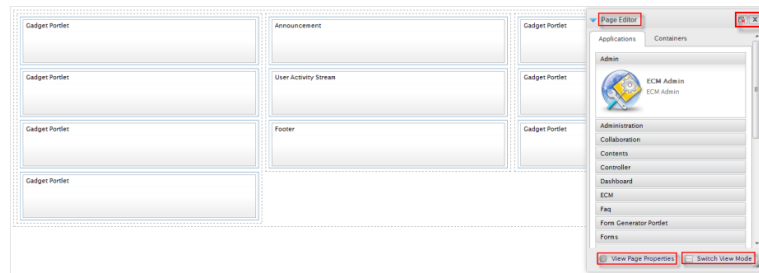 Gadget Portlet
Announcement
Gadget Portlet
Gadget Portlet
User Activity Stream
Gadget Portlet
Gadget Portlet
Footer
Gadget Portlet
Gadget Portlet
Page Editor
Applications
Containers
Admin
ECM Admin
ECM Admin
Administration
Collaboration
Contents
Controller
Dashboard
ECM
Faq
Form Generator Portlet
Forms
View Page Properties
Switch View Mode